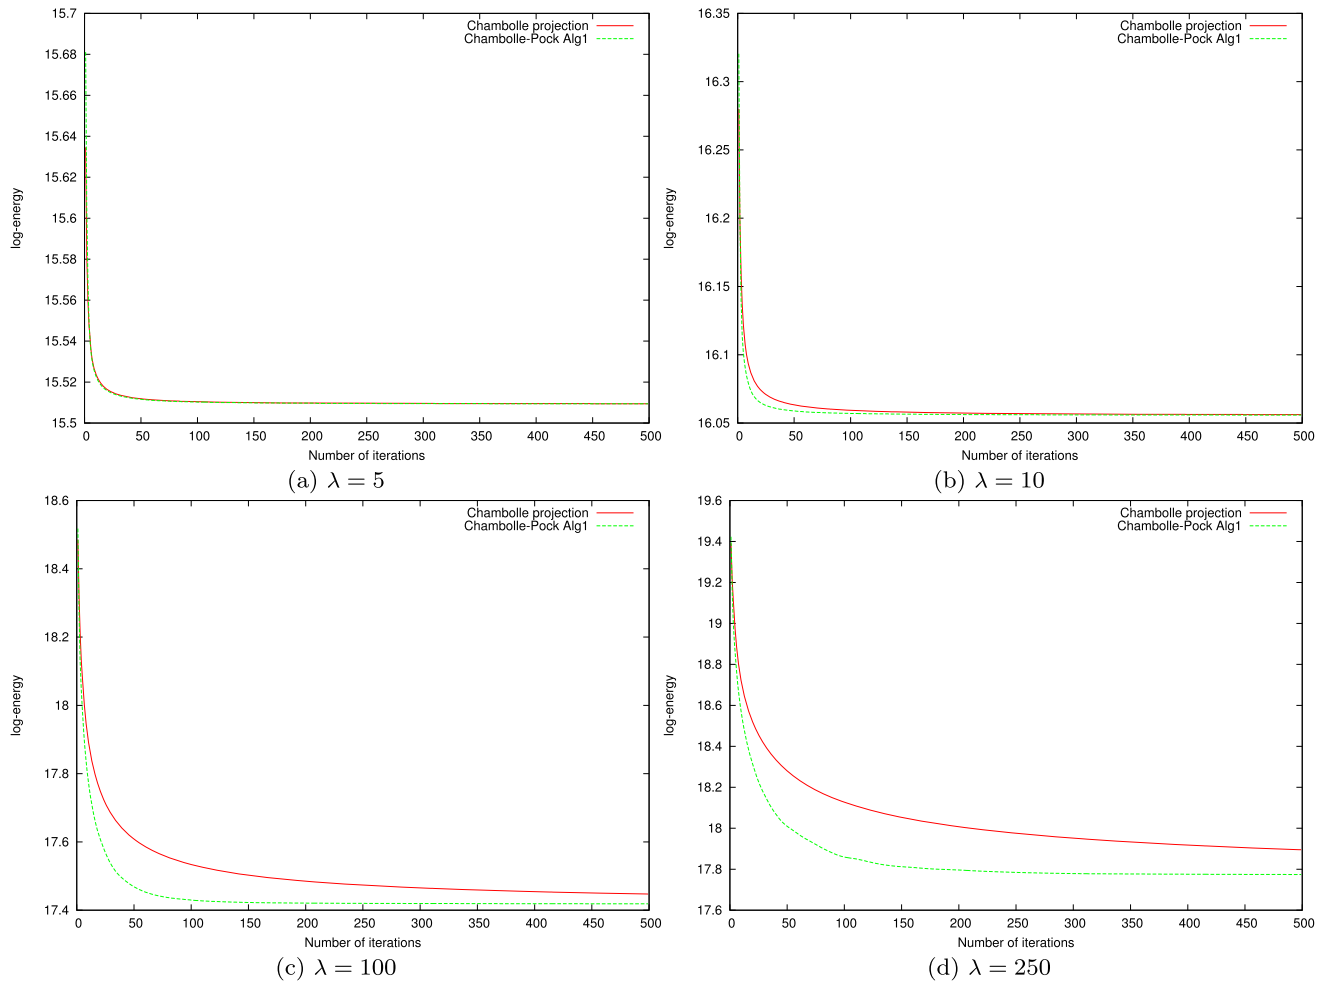 15.7
15.68
15.66
15.64
15.62
15.6
15.58
15.56
15.54
15.52
15.5
0 50 100 150 200 250 300 350 400 450 500
log-energy
Number of iterations
Chambolle projection
Chambolle-Pock Alg1
(a) λ = 5
16.35
16.3
16.25
16.2
16.15
16.1
16.05
0 50 100 150 200 250 300 350 400 450 500
log-energy
Number of iterations
Chambolle projection
Chambolle-Pock Alg1
(b) λ = 10
18.6
18.4
18.2
18
17.8
17.6
17.4
0 50 100 150 200 250 300 350 400 450 500
log-energy
Number of iterations
Chambolle projection
Chambolle-Pock Alg1
(c) λ = 100
19.6
19.4
19.2
19
18.8
18.6
18.4
18.2
18
17.8
17.6
0 50 100 150 200 250 300 350 400 450 500
log-energy
Number of iterations
Chambolle projection
Chambolle-Pock Alg1
(d) λ = 250